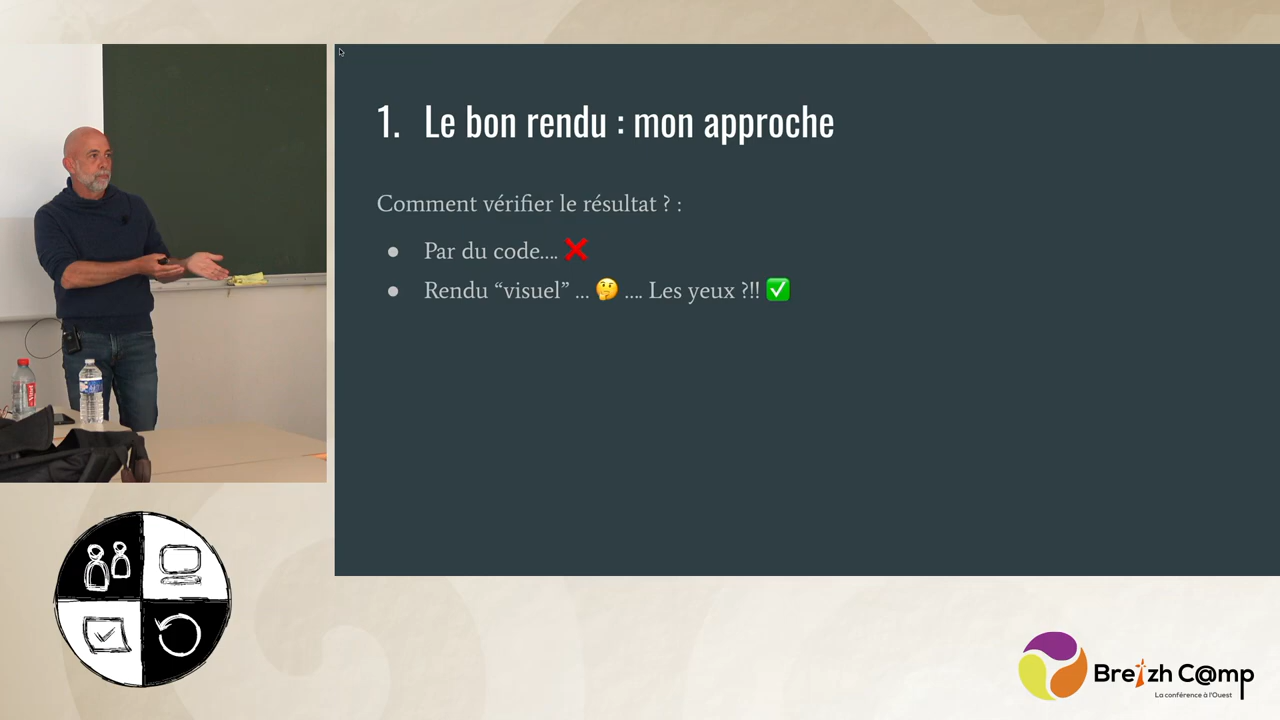 1. Le bon rendu : mon approche
Comment vérifier le résultat ? :
● Par du code.... ❌
● Rendu “visuel” ... 🤔 .... Les yeux ?!! ✅
Breizh C@mp
La conférence à l'Ouest